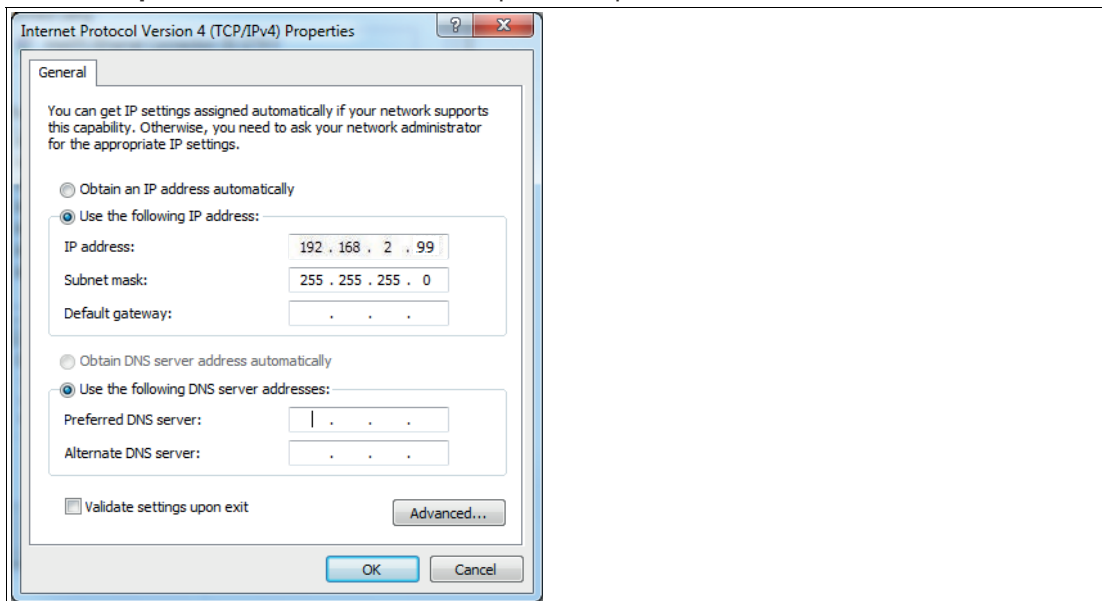 Internet Protocol Version 4 (TCP/IPv4) Properties
General
You can get IP settings assigned automatically if your network supports
this capability. Otherwise, you need to ask your network administrator
for the appropriate IP settings.
Obtain an IP address automatically
Use the following IP address:
IP address: 192 . 168 . 2 . 99
Subnet mask: 255 . 255 . 255 . 0
Default gateway: . . .
Obtain DNS server address automatically
Use the following DNS server addresses:
Preferred DNS server: . . .
Alternate DNS server: . . .
Validate settings upon exit
Advanced...
OK Cancel